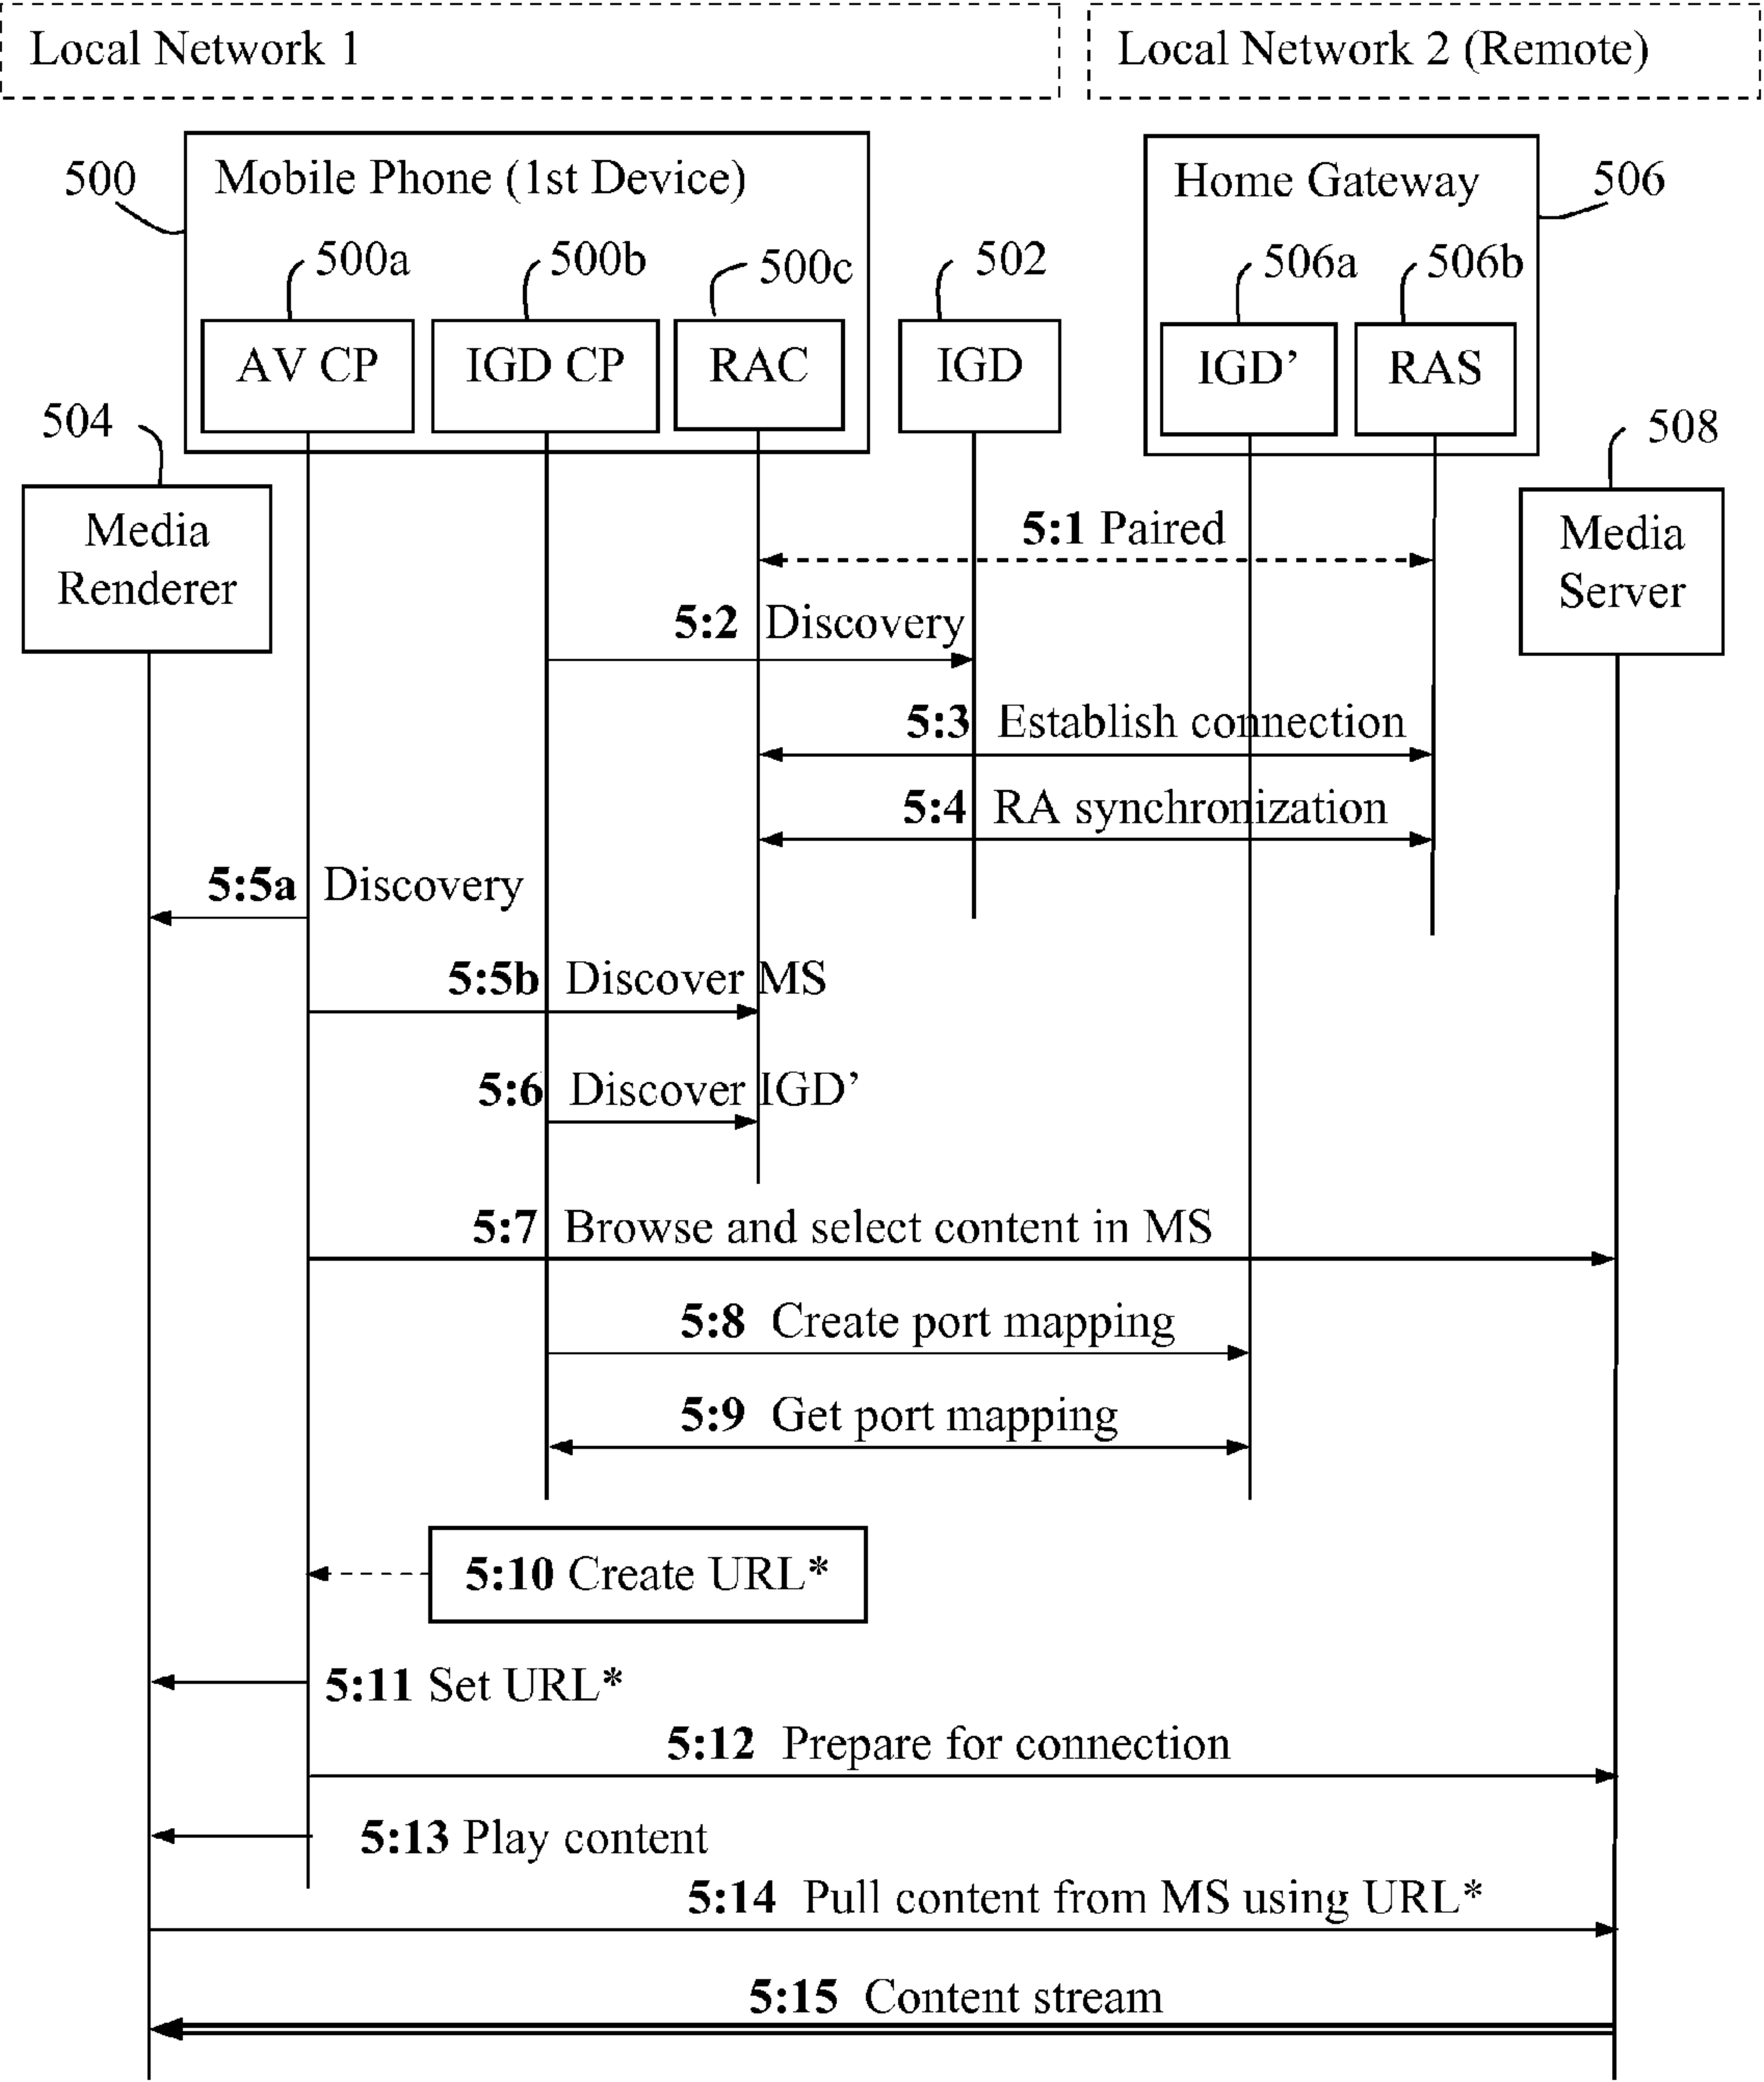 Local Network 1
Local Network 2 (Remote)
500
Mobile Phone (1st Device)
Home Gateway
506
500a
500b
500c
502
506a
506b
AV CP
IGD CP
RAC
IGD
IGD’
RAS
504
508
Media
Renderer
Media
Server
5:1 Paired
5:2 Discovery
5:3 Establish connection
5:4 RA synchronization
5:5a Discovery
5:5b Discover MS
5:6 Discover IGD’
5:7 Browse and select content in MS
5:8 Create port mapping
5:9 Get port mapping
5:10 Create URL*
5:11 Set URL*
5:12 Prepare for connection
5:13 Play content
5:14 Pull content from MS using URL*
5:15 Content stream